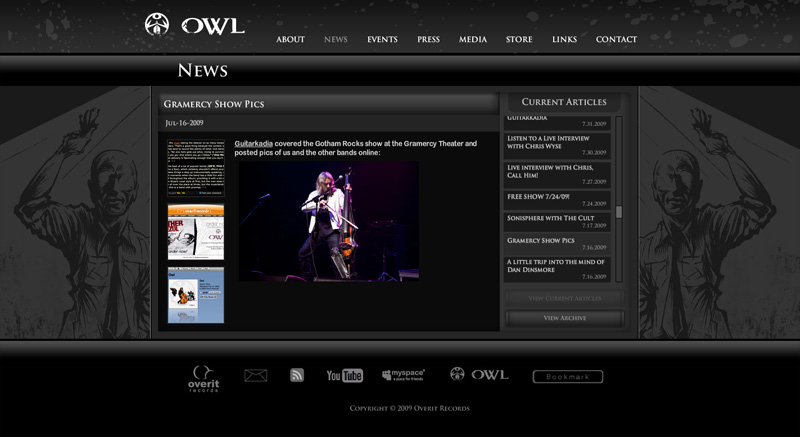 OWL
ABOUT NEWS EVENTS PRESS MEDIA STORE LINKS CONTACT
News
Gramercy Show Pics
Jul-16-2009
Guitarkadia covered the Gotham Rocks show at the Gramercy Theater and
posted pics of us and the other bands online:
Current Articles
Guitarkadia
7.31.2009
Listen to a Live Interview
with Chris Wyse
7.30.2009
Live interview with Chris,
Call Him!
7.27.2009
FREE SHOW 7/24/09!
7.24.2009
Sonisphere with The Cult
7.17.2009
Gramercy Show Pics
7.16.2009
A little trip into the mind of
Dan Dinsmore
7.16.2009
View Current Articles
View Archive
overit
records
YouTube
myspace
a place for friends
OWL
Bookmark
Copyright © 2009 Overit Records